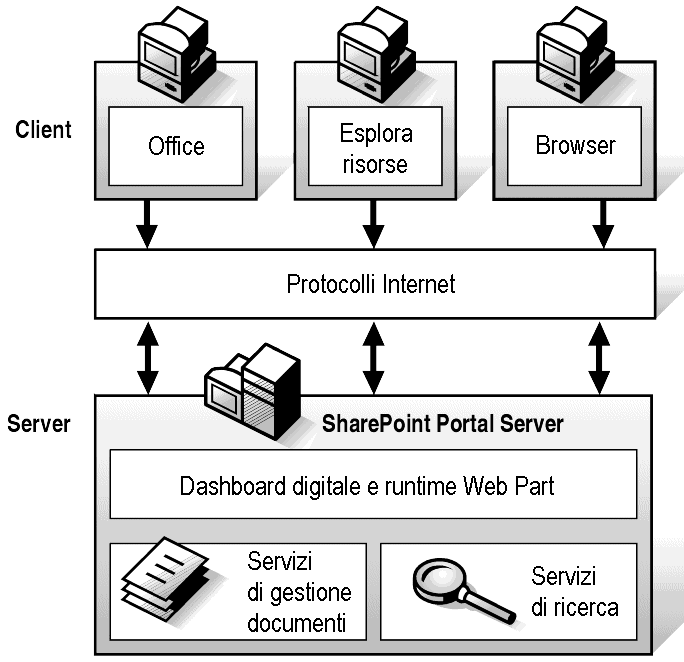 Client
Office
Esplora
risorse
Browser
Protocolli Internet
Server
SharePoint Portal Server
Dashboard digitale e runtime Web Part
Servizi
di gestione
documenti
Servizi
di ricerca